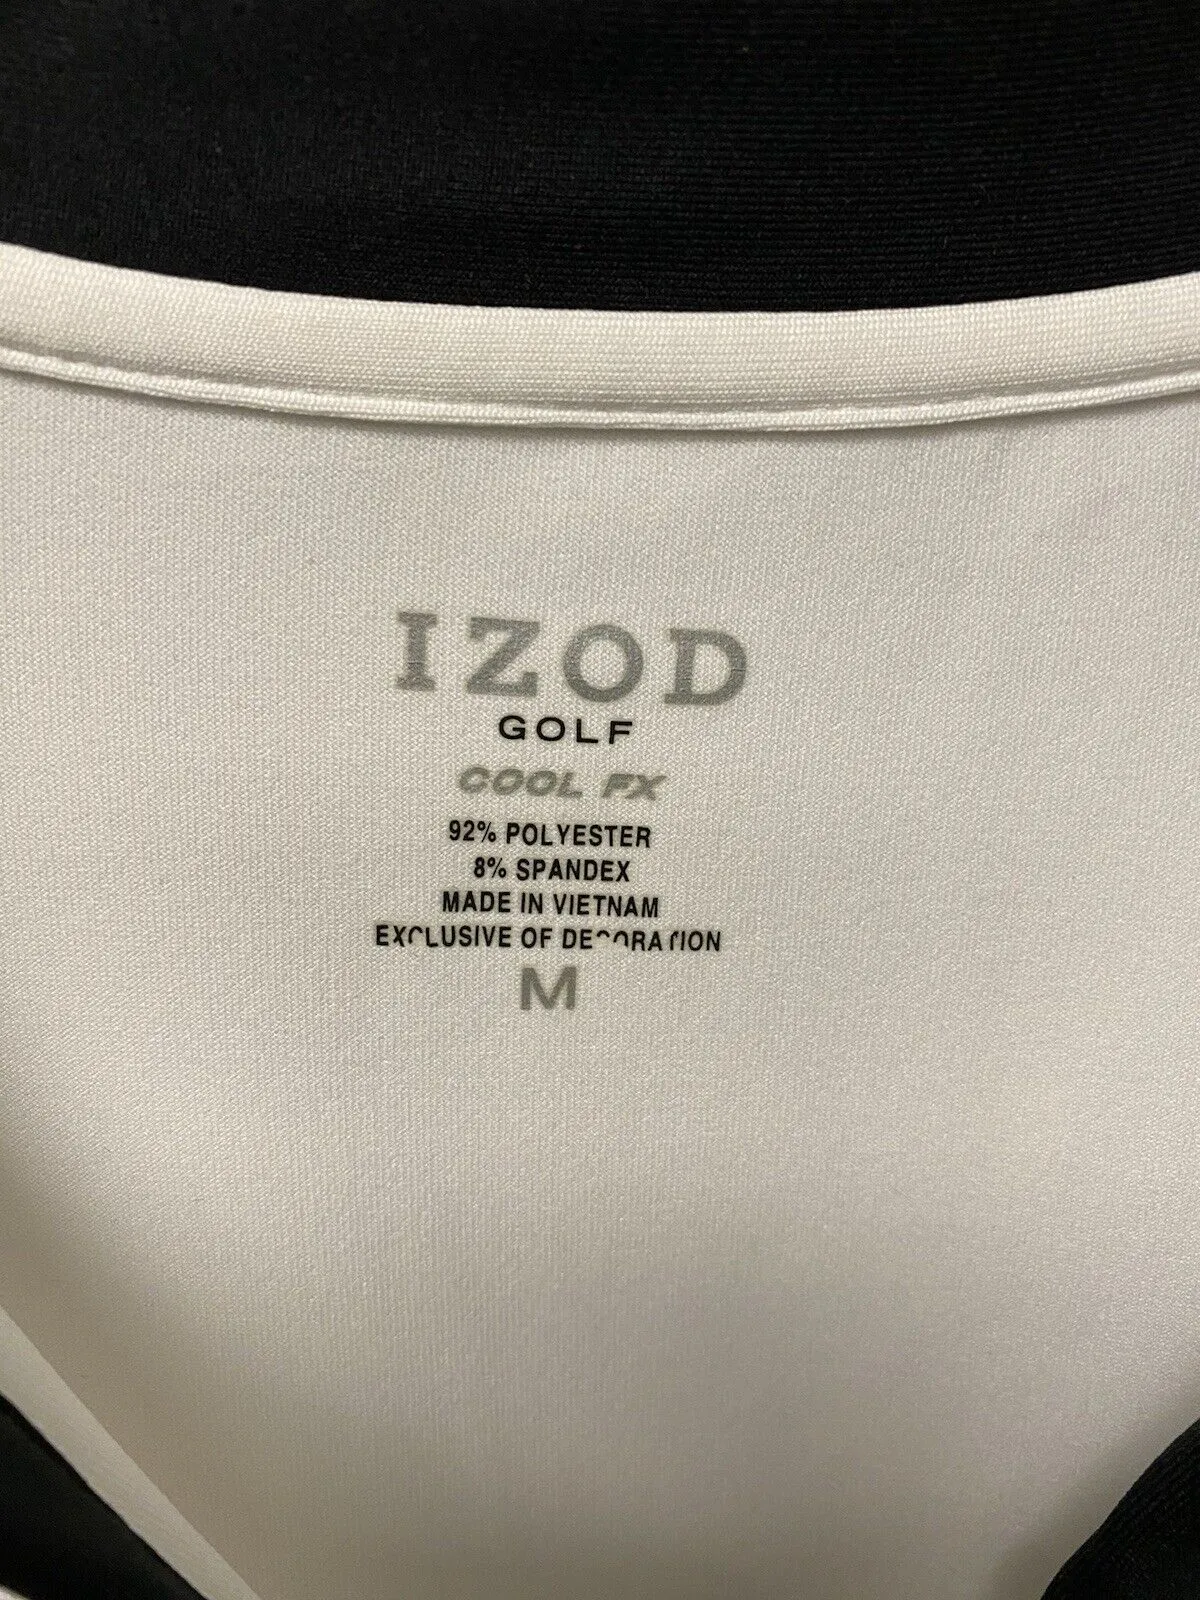 IZOD
GOLF
COOL FX
92% POLYESTER
8% SPANDEX
MADE IN VIETNAM
EXCLUSIVE OF DECORATION
M